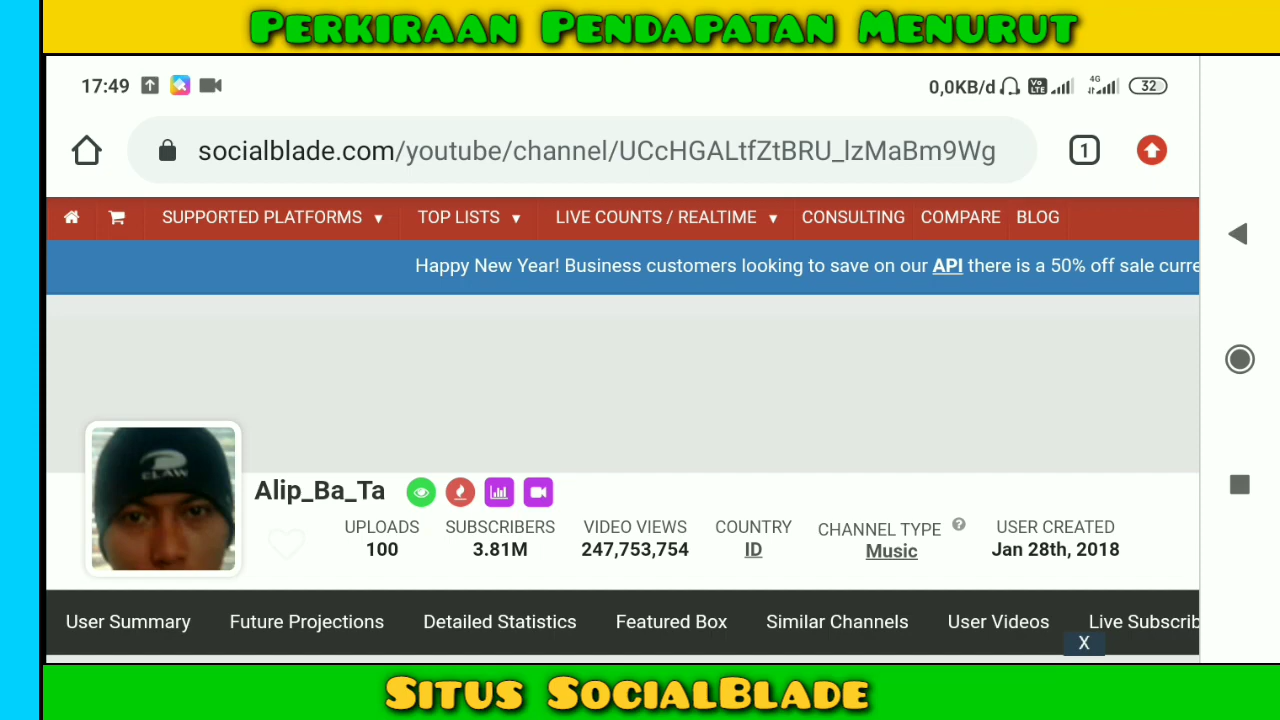 Perkiraan Pendapatan Menurut
17:49 0,0KB/d Vo LTE 4G 32
socialblade.com/youtube/channel/UCcHGALtfZtBRU_lzMaBm9Wg 1
SUPPORTED PLATFORMS ▼ TOP LISTS ▼ LIVE COUNTS / REALTIME ▼ CONSULTING COMPARE BLOG
Happy New Year! Business customers looking to save on our API there is a 50% off sale curre
ELAW
Alip_Ba_Ta
UPLOADS SUBSCRIBERS VIDEO VIEWS COUNTRY CHANNEL TYPE ? USER CREATED
100 3.81M 247,753,754 ID Music Jan 28th, 2018
User Summary Future Projections Detailed Statistics Featured Box Similar Channels User Videos Live Subscrib
X
Situs SocialBlade